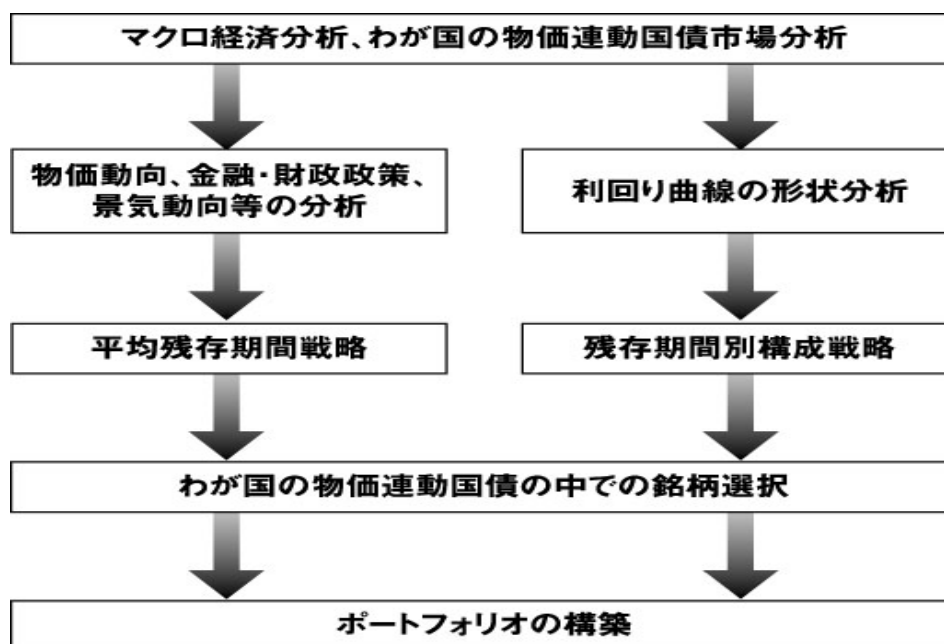 マクロ経済分析、わが国の物価連動国債市場分析
物価動向、金融・財政政策、
景気動向等の分析
利回り曲線の形状分析
平均残存期間戦略
残存期間別構成戦略
わが国の物価連動国債の中での銘柄選択
ポートフォリオの構築